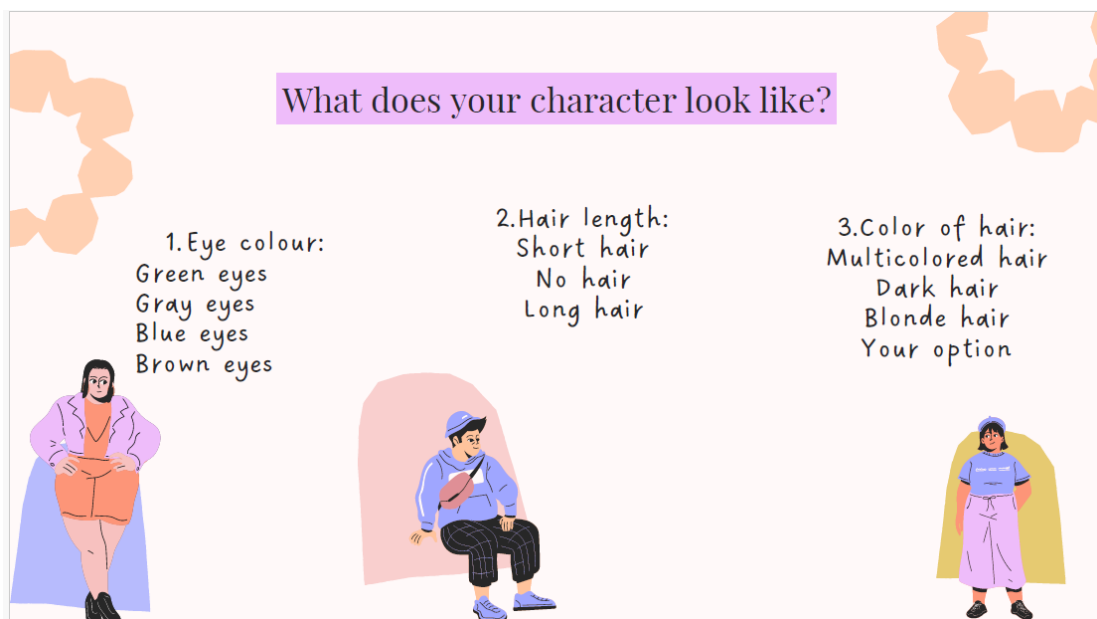 What does your character look like?
1.Eye colour:
Green eyes
Gray eyes
Blue eyes
Brown eyes
2.Hair length:
Short hair
No hair
Long hair
3.Color of hair:
Multicolored hair
Dark hair
Blonde hair
Your option